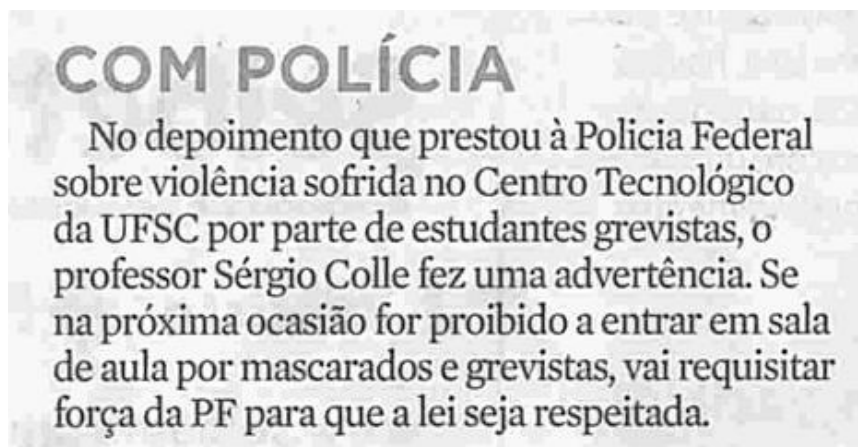 COM POLÍCIA
No depoimento que prestou à Policia Federal
sobre violência sofrida no Centro Tecnológico
da UFSC por parte de estudantes grevistas, o
professor Sérgio Colle fez uma advertência. Se
na próxima ocasião for proibido a entrar em sala
de aula por mascarados e grevistas, vai requisitar
força da PF para que a lei seja respeitada.